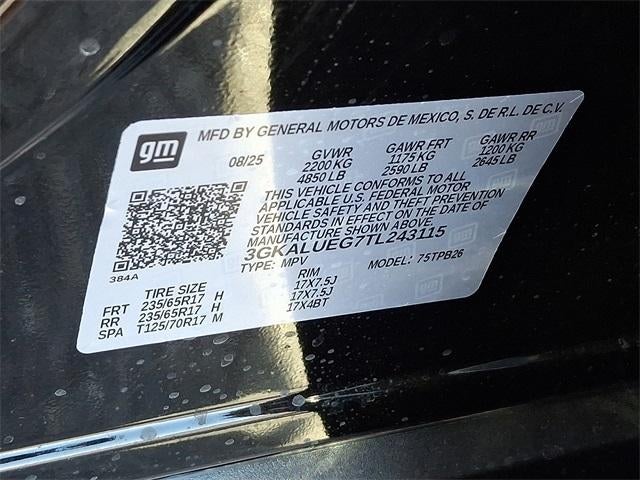 gm
MFD BY GENERAL MOTORS DE MEXICO, S. DE R.L. DE C.V.
08/25 GVWR GAWR FRT GAWR RR
2200 KG 1175 KG 1200 KG
4850 LB 2590 LB 2645 LB
THIS VEHICLE CONFORMS TO ALL
APPLICABLE U.S. FEDERAL MOTOR
VEHICLE SAFETY AND THEFT PREVENTION
STANDARDS IN EFFECT ON THE DATE OF
MANUFACTURE SHOWN ABOVE.
3GKALUEG7TL243115
TYPE: MPV MODEL: 75TPB26
384A
TIRE SIZE RIM
FRT 235/65R17 H 17X7.5J
RR 235/65R17 H 17X7.5J
SPA T125/70R17 M 17X4BT